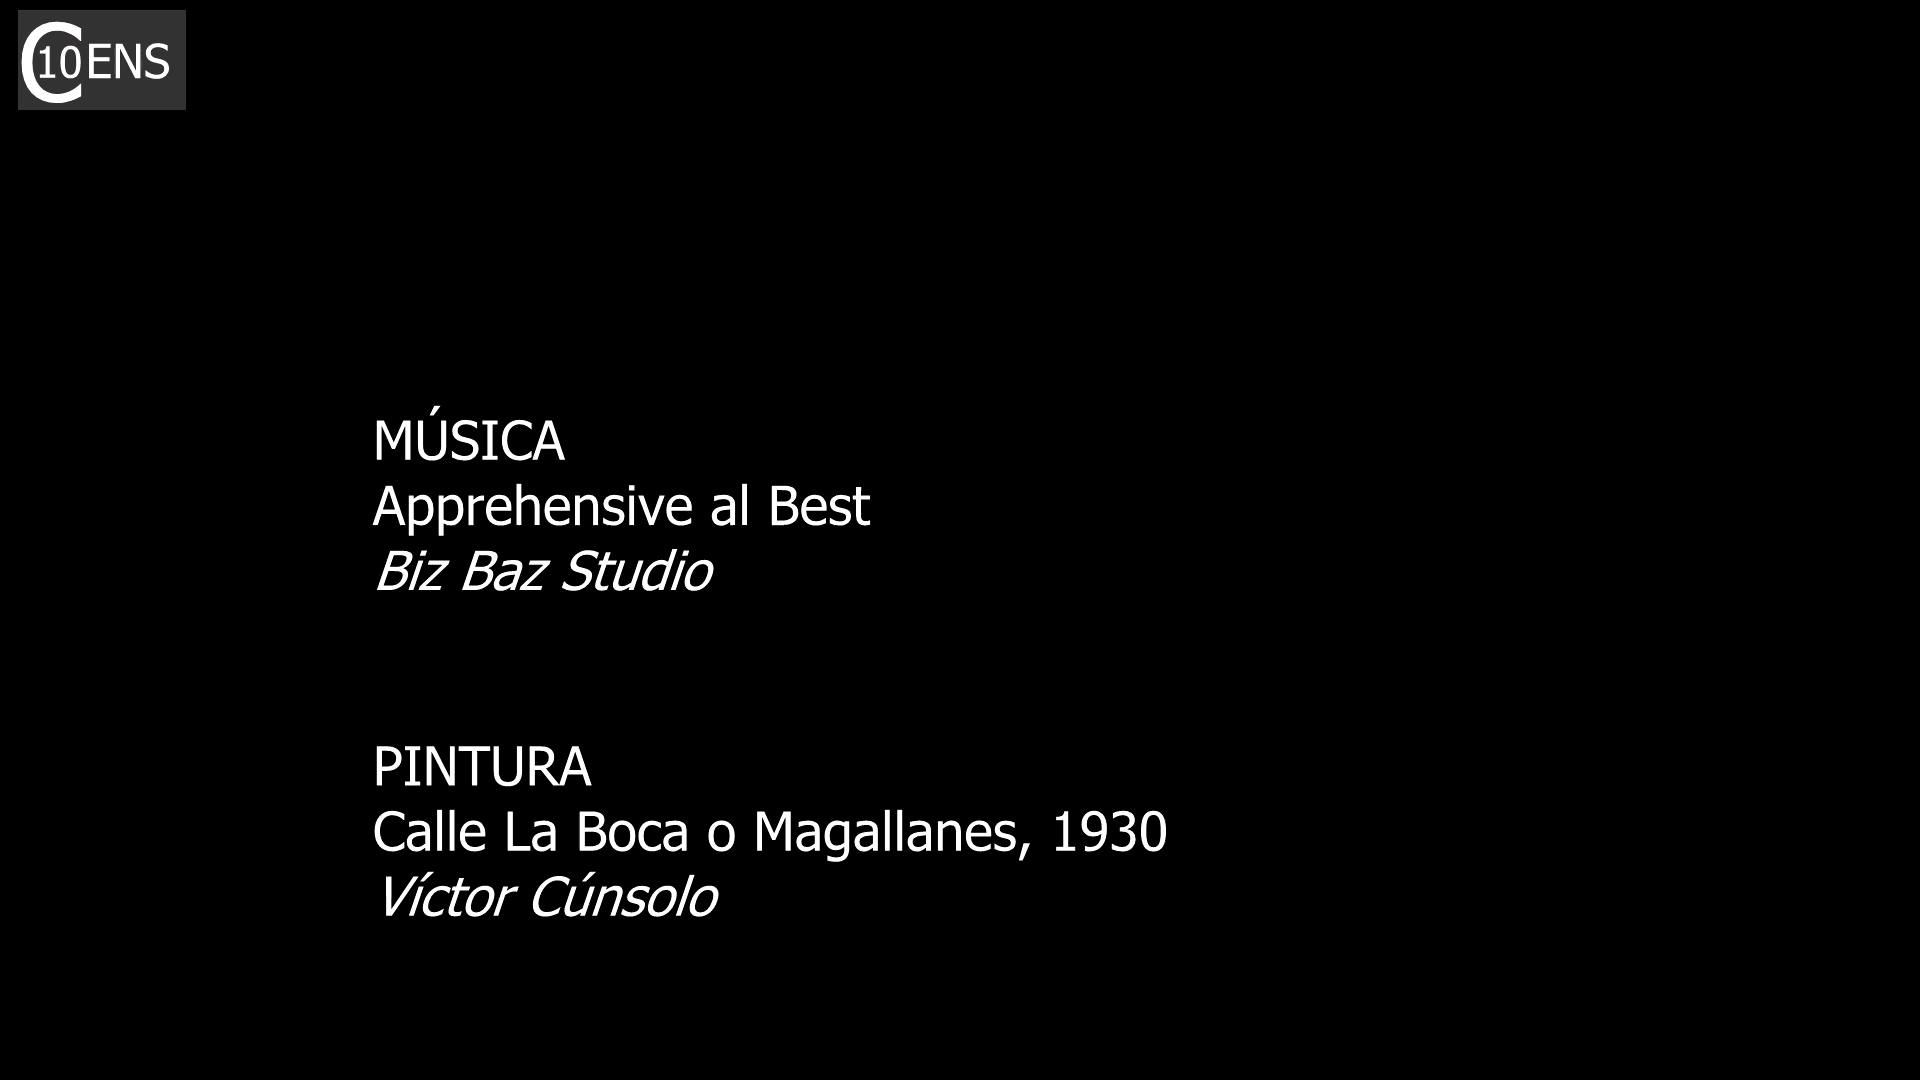 C10ENS
MÚSICA
Apprehensive al Best
Biz Baz Studio
PINTURA
Calle La Boca o Magallanes, 1930
Víctor Cúnsolo